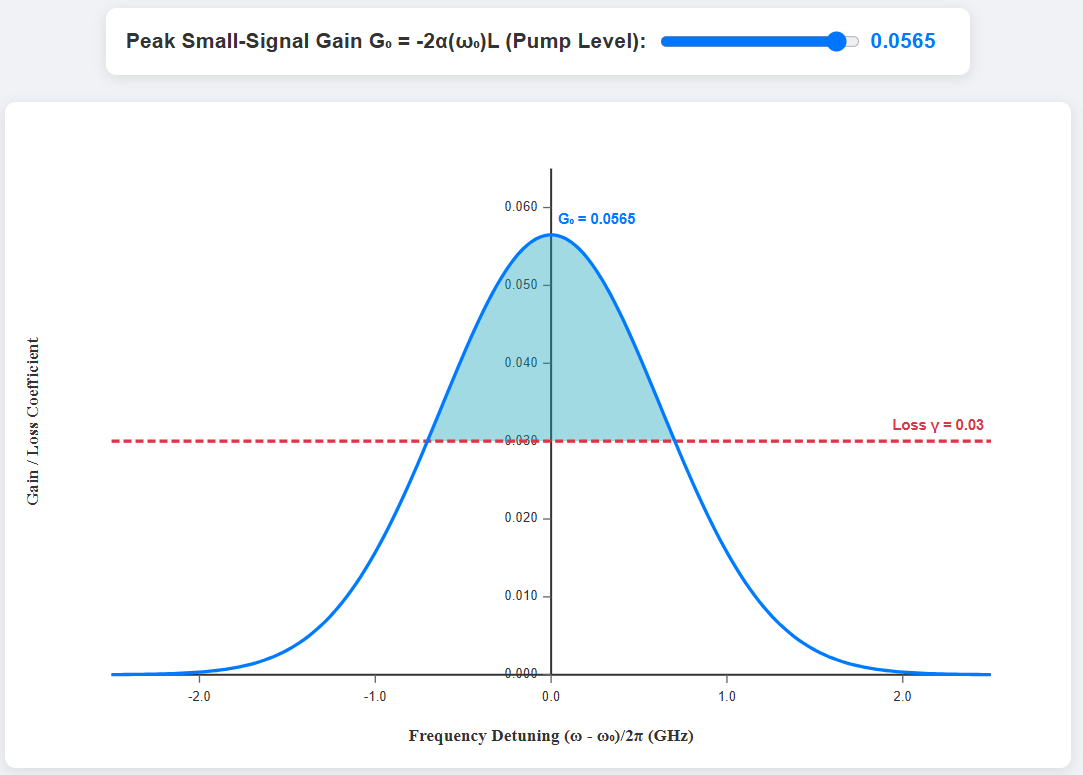 Peak Small-Signal Gain G₀ = -2α(ω₀)L (Pump Level): 0.0565
0.060
G₀ = 0.0565
0.050
0.040
0.030
Loss γ = 0.03
0.020
0.010
0.000
-2.0 -1.0 0.0 1.0 2.0
Frequency Detuning (ω - ω₀)/2π (GHz)
Gain / Loss Coefficient